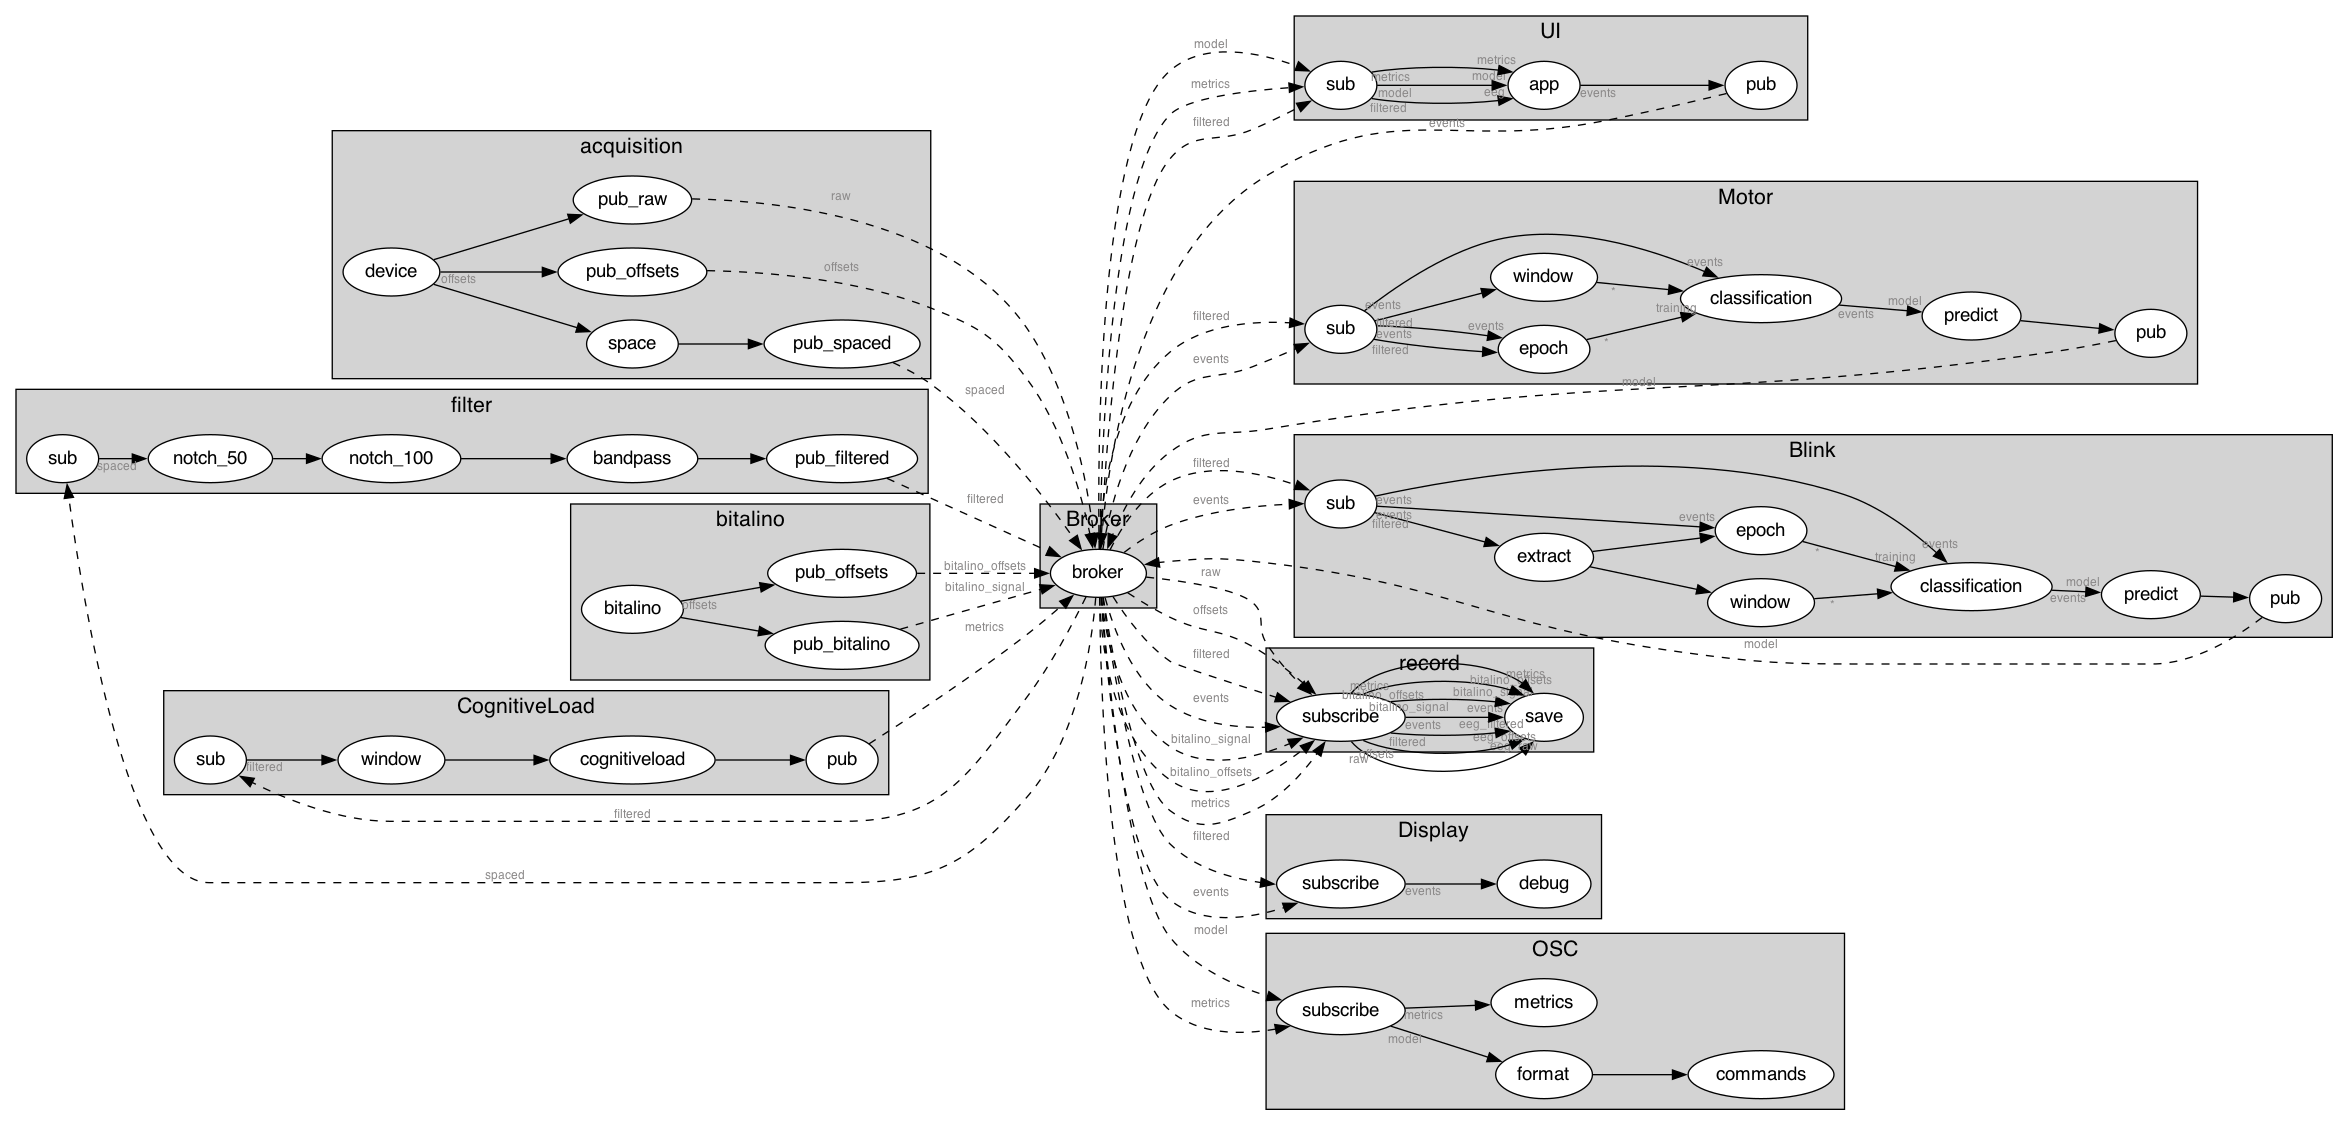 UI
sub
app
pub
metrics
model
eeg
metrics
model
filtered
events
model
metrics
filtered
events
acquisition
device
pub_raw
pub_offsets
space
pub_spaced
offsets
raw
offsets
spaced
Motor
sub
window
epoch
classification
predict
pub
events
events
filtered
events
filtered
events
*
*
training
model
events
filtered
events
model
filter
sub
notch_50
notch_100
bandpass
pub_filtered
spaced
filtered
Blink
sub
extract
epoch
window
classification
predict
pub
events
events
filtered
events
*
*
training
events
model
events
filtered
events
model
bitalino
bitalino
pub_offsets
pub_bitalino
offsets
bitalino_offsets
bitalino_signal
Broker
broker
CognitiveLoad
sub
window
cognitiveload
pub
filtered
metrics
filtered
spaced
record
subscribe
save
metrics
bitalino_offsets
bitalino_signal
events
filtered
offsets
raw
metrics
bitalino_offsets
bitalino_signal
events
eeg_filtered
eeg_offsets
eeg_raw
raw
offsets
filtered
events
bitalino_signal
bitalino_offsets
metrics
Display
subscribe
debug
events
filtered
events
OSC
subscribe
metrics
format
commands
metrics
model
model
metrics